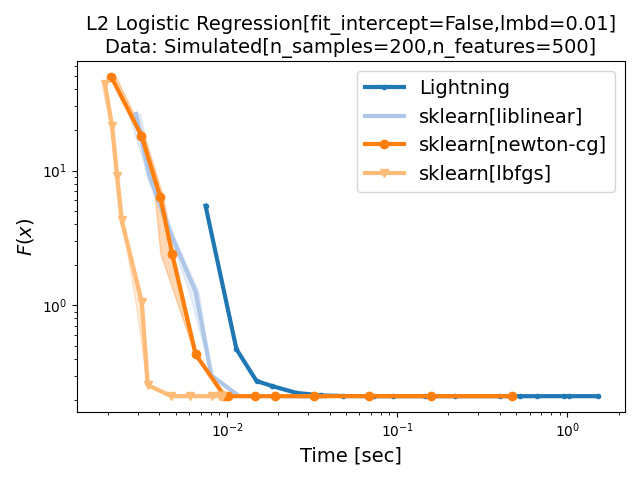 L2 Logistic Regression[fit_intercept=False,lmbd=0.01]
Data: Simulated[n_samples=200,n_features=500]
Lightning
sklearn[liblinear]
sklearn[newton-cg]
sklearn[lbfgs]
F(x)
10¹
10⁰
10⁻²
10⁻¹
10⁰
Time [sec]